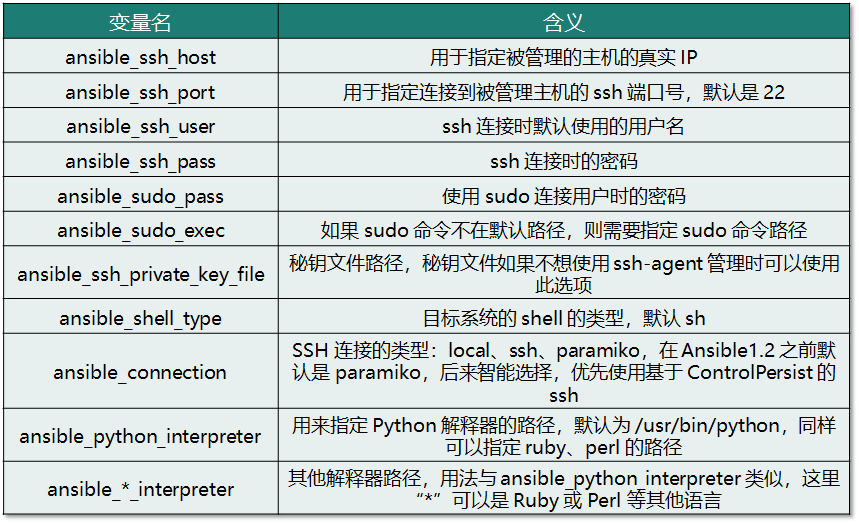 变量名 含义
ansible_ssh_host 用于指定被管理的主机的真实 IP
ansible_ssh_port 用于指定连接到被管理主机的 ssh 端口号，默认是 22
ansible_ssh_user ssh 连接时默认使用的用户名
ansible_ssh_pass ssh 连接时的密码
ansible_sudo_pass 使用 sudo 连接用户时的密码
ansible_sudo_exec 如果 sudo 命令不在默认路径，则需要指定 sudo 命令路径
ansible_ssh_private_key_file 秘钥文件路径，秘钥文件如果不想使用 ssh-agent 管理时可以使用
此选项
ansible_shell_type 目标系统的 shell 的类型，默认 sh
ansible_connection SSH 连接的类型：local、ssh、paramiko，在 Ansible1.2 之前默
认是 paramiko，后来智能选择，优先使用基于 ControlPersist 的
ssh
ansible_python_interpreter 用来指定 Python 解释器的路径，默认为 /usr/bin/python，同样
可以指定 ruby、perl 的路径
ansible_*_interpreter 其他解释器路径，用法与 ansible_python_interpreter 类似，这里
“*”可以是 Ruby 或 Perl 等其他语言